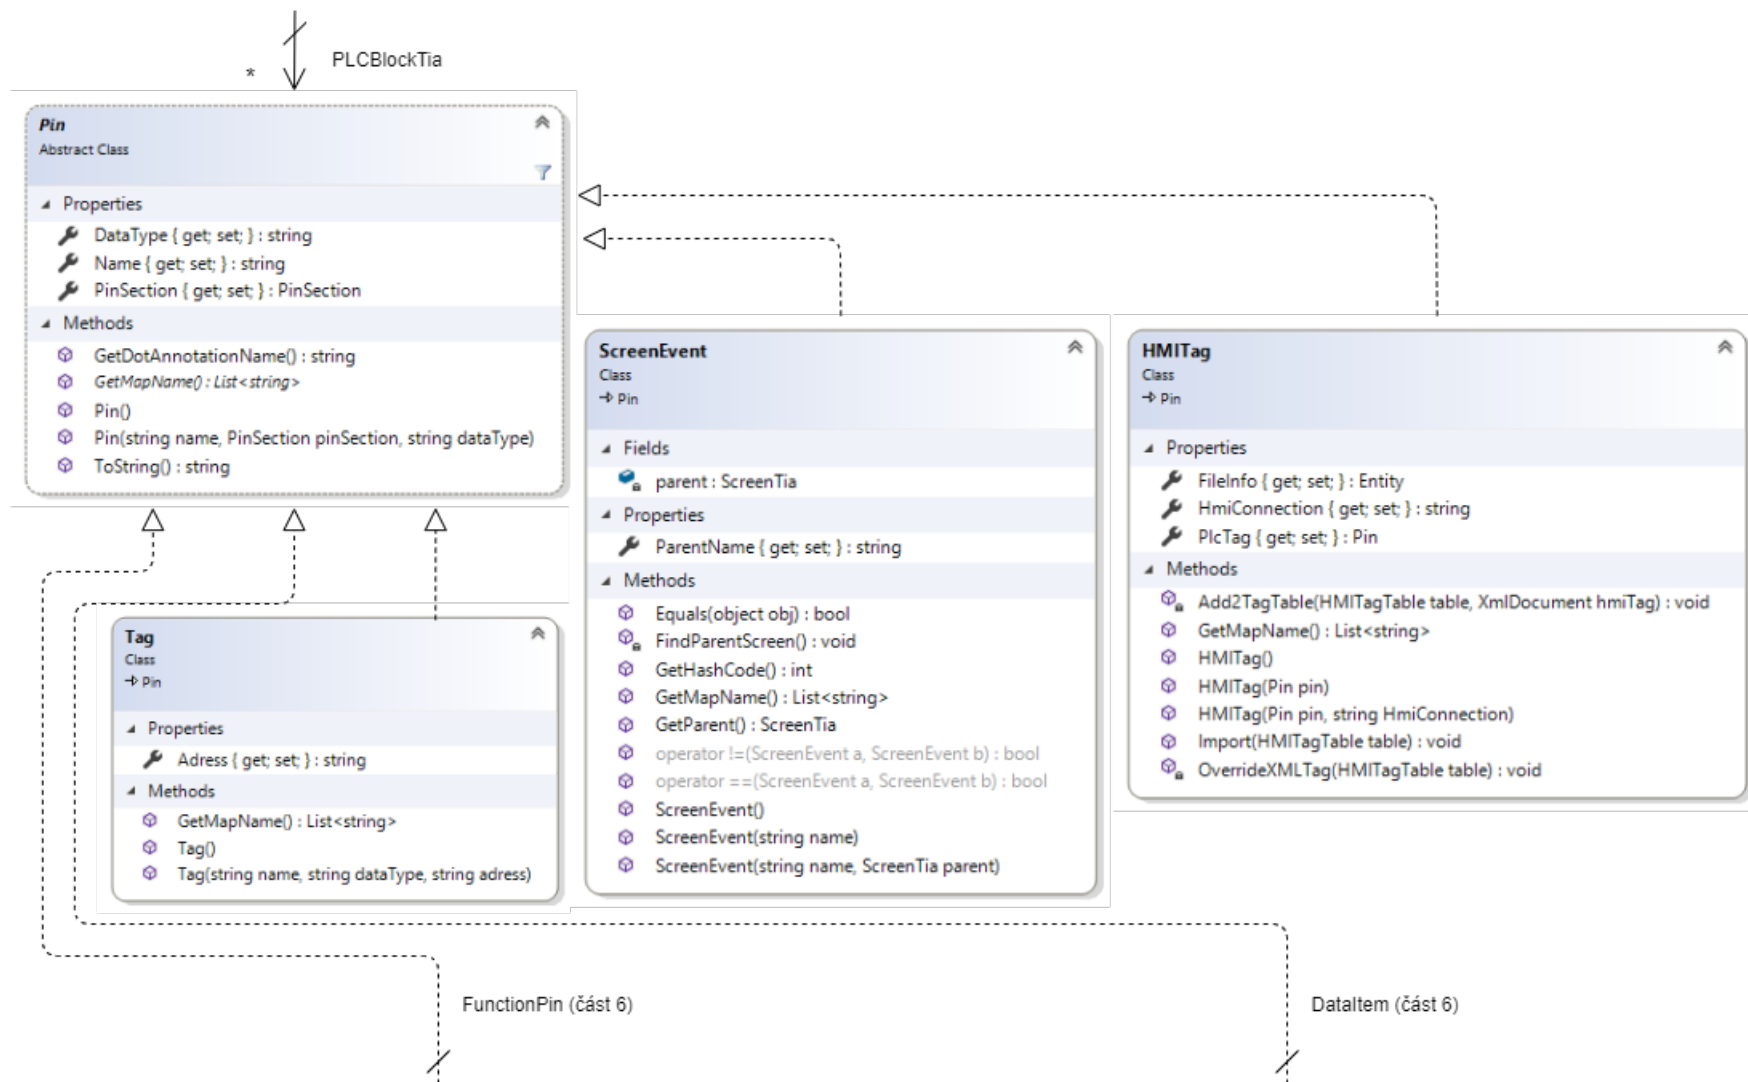 PLCBlockTia
*
Pin
Abstract Class
Properties
DataType { get; set; } : string
Name { get; set; } : string
PinSection { get; set; } : PinSection
Methods
GetDotAnnotationName() : string
GetMapName() : List<string>
Pin()
Pin(string name, PinSection pinSection, string dataType)
ToString() : string
Tag
Class
Pin
Properties
Adress { get; set; } : string
Methods
GetMapName() : List<string>
Tag()
Tag(string name, string dataType, string adress)
ScreenEvent
Class
Pin
Fields
parent : ScreenTia
Properties
ParentName { get; set; } : string
Methods
Equals(object obj) : bool
FindParentScreen() : void
GetHashCode() : int
GetMapName() : List<string>
GetParent() : ScreenTia
operator !=(ScreenEvent a, ScreenEvent b) : bool
operator ==(ScreenEvent a, ScreenEvent b) : bool
ScreenEvent()
ScreenEvent(string name)
ScreenEvent(string name, ScreenTia parent)
HMITag
Class
Pin
Properties
FileInfo { get; set; } : Entity
HmiConnection { get; set; } : string
PlcTag { get; set; } : Pin
Methods
Add2TagTable(HMITagTable table, XmlDocument hmiTag) : void
GetMapName() : List<string>
HMITag()
HMITag(Pin pin)
HMITag(Pin pin, string HmiConnection)
Import(HMITagTable table) : void
OverrideXMLTag(HMITagTable table) : void
FunctionPin (část 6)
DataItem (část 6)